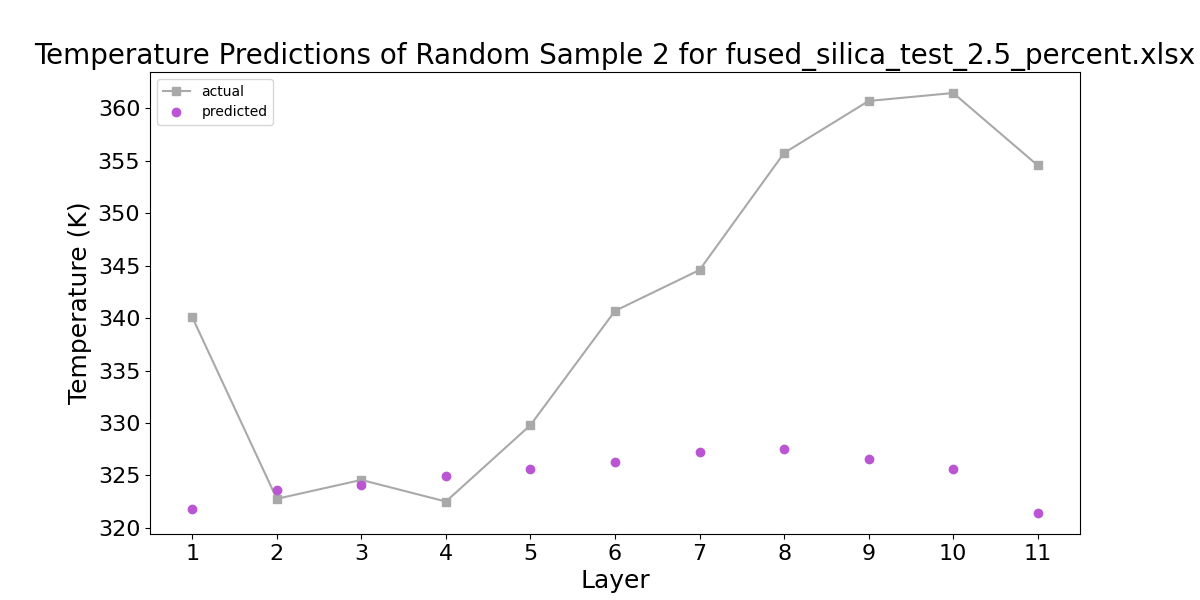 Temperature Predictions of Random Sample 2 for fused_silica_test_2.5_percent.xlsx
actual
predicted
Temperature (K)
360
355
350
345
340
335
330
325
320
1 2 3 4 5 6 7 8 9 10 11
Layer